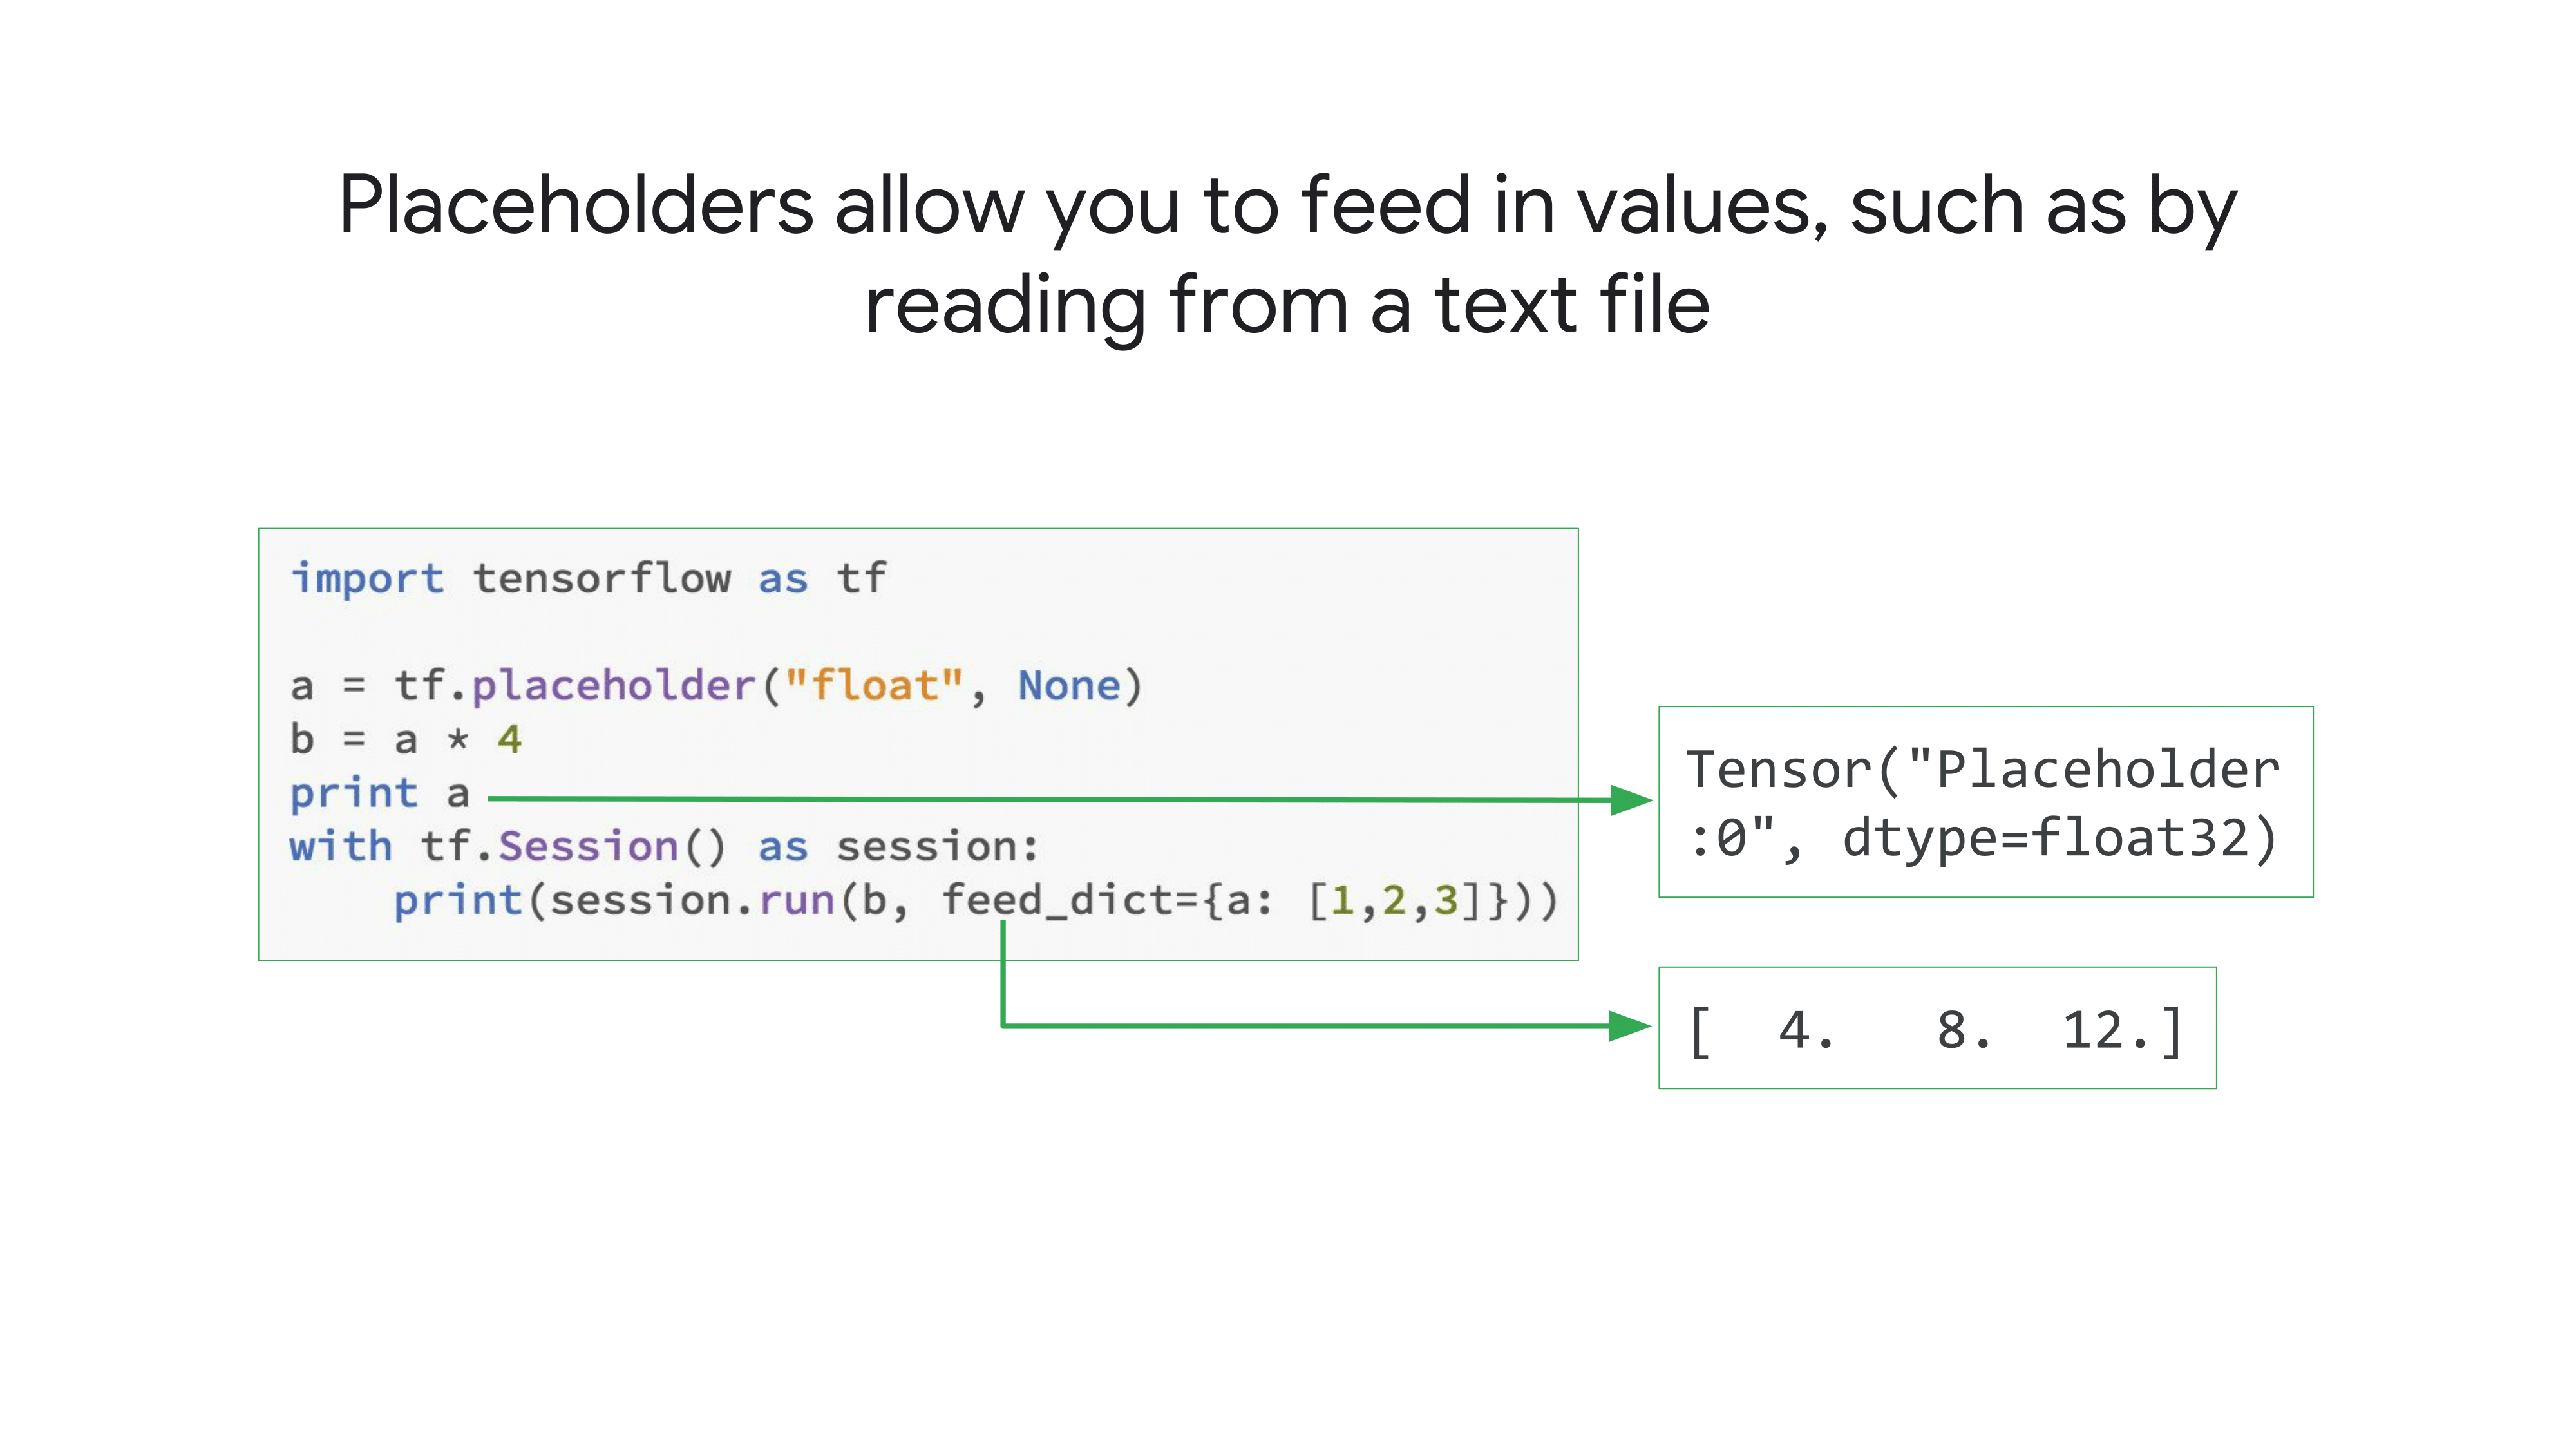 Placeholders allow you to feed in values, such as by
reading from a text file
import tensorflow as tf
a = tf.placeholder("float", None)
b = a * 4
print a
with tf.Session() as session:
    print(session.run(b, feed_dict={a: [1,2,3]}))
Tensor("Placeholder
:0", dtype=float32)
[  4.   8.  12.]